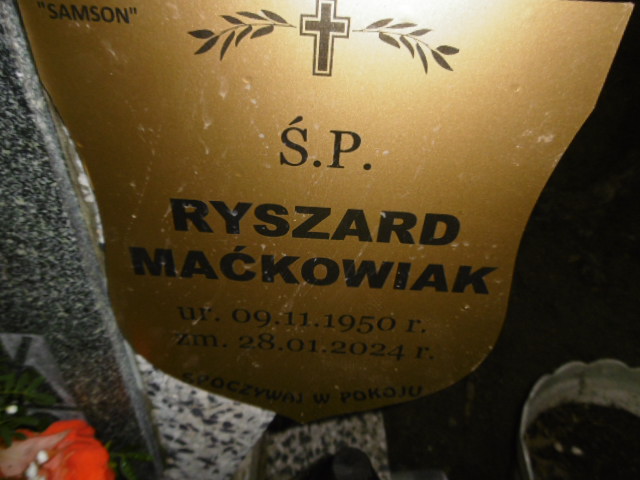 "SAMSON"
Ś.P.
RYSZARD
MAĆKOWIAK
ur. 09.11.1950 r.
zm. 28.01.2024 r.
SPOCZYWAJ W POKOJU